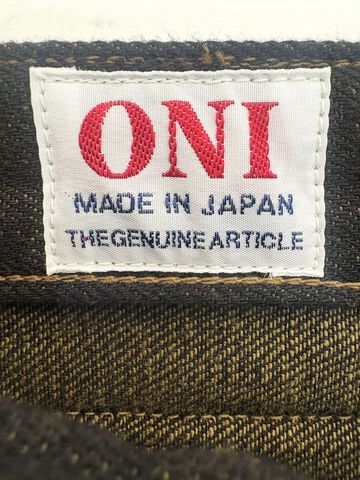 ONI
MADE IN JAPAN
THE GENUINE ARTICLE